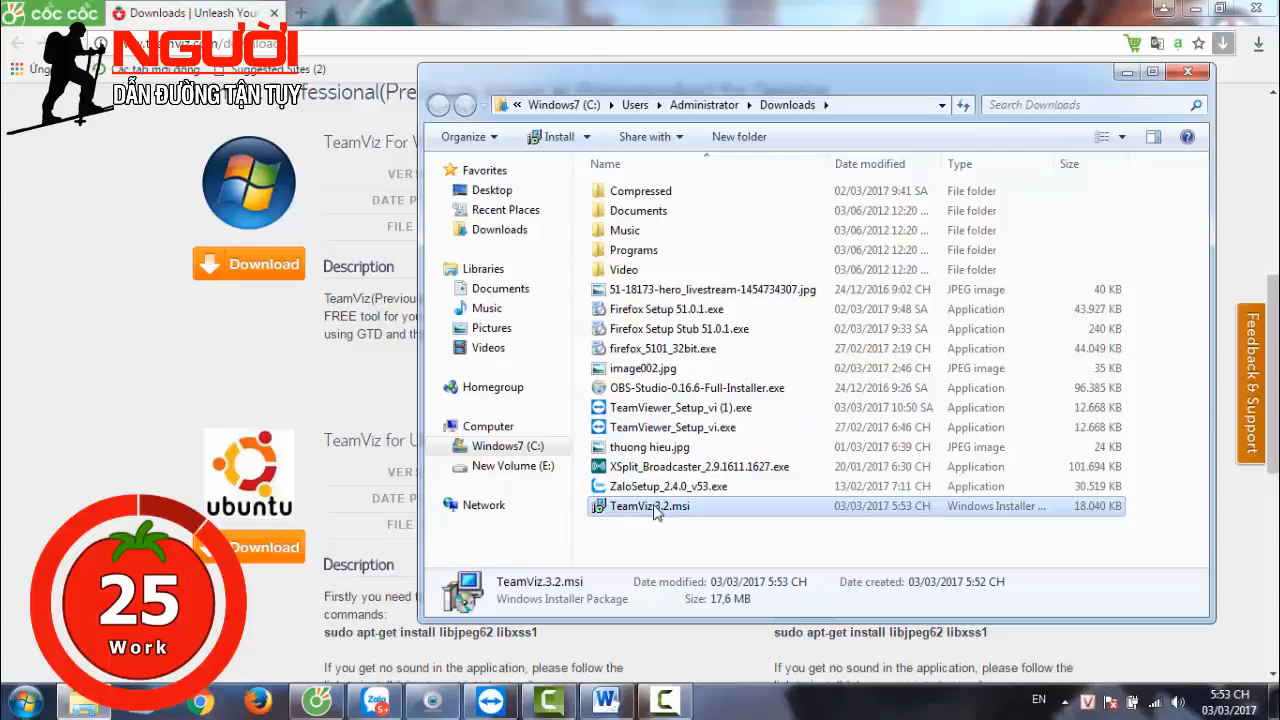 cốc cốc
Downloads | Unleash Your
NGƯỜI
DẪN ĐƯỜNG TẬN TỤY
Suggested Sites (2)
TeamViz For W
VERS
DATE P
FILE
Download
Description
TeamViz(Previous
FREE tool for you
using GTD and th
TeamViz for U
VERS
DATE P
FILE
ubuntu
Download
Description
Firstly you need t
commands:
sudo apt-get install libjpeg62 libxss1
If you get no sound in the application, please follow the
sudo apt-get install libjpeg62 libxss1
If you get no sound in the application, please follow the
25
Work
Feedback & Support
« Windows7 (C:) Users Administrator Downloads
Search Downloads
Organize Install Share with New folder
Favorites
Desktop
Recent Places
Downloads
Libraries
Documents
Music
Pictures
Videos
Homegroup
Computer
Windows7 (C:)
New Volume (E:)
Network
Name Date modified Type Size
Compressed 02/03/2017 9:41 SA File folder
Documents 03/06/2012 12:20 ... File folder
Music 03/06/2012 12:20 ... File folder
Programs 03/06/2012 12:20 ... File folder
Video 03/06/2012 12:20 ... File folder
51-18173-hero_livestream-1454734307.jpg 24/12/2016 9:02 CH JPEG image 40 KB
Firefox Setup 51.0.1.exe 02/03/2017 9:48 SA Application 43.927 KB
Firefox Setup Stub 51.0.1.exe 02/03/2017 9:33 SA Application 240 KB
firefox_5101_32bit.exe 27/02/2017 2:19 CH Application 44.049 KB
image002.jpg 02/03/2017 2:46 CH JPEG image 35 KB
OBS-Studio-0.16.6-Full-Installer.exe 24/12/2016 9:26 SA Application 96.385 KB
TeamViewer_Setup_vi (1).exe 03/03/2017 10:50 SA Application 12.668 KB
TeamViewer_Setup_vi.exe 27/02/2017 6:46 CH Application 12.668 KB
thuong hieu.jpg 01/03/2017 6:39 CH JPEG image 24 KB
XSplit_Broadcaster_2.9.1611.1627.exe 20/01/2017 6:30 CH Application 101.694 KB
ZaloSetup_2.4.0_v53.exe 13/02/2017 7:11 CH Application 30.519 KB
TeamViz.3.2.msi 03/03/2017 5:53 CH Windows Installer ... 18.040 KB
TeamViz.3.2.msi Date modified: 03/03/2017 5:53 CH Date created: 03/03/2017 5:52 CH
Windows Installer Package Size: 17,6 MB
Zalo
5+
EN
5:53 CH
03/03/2017